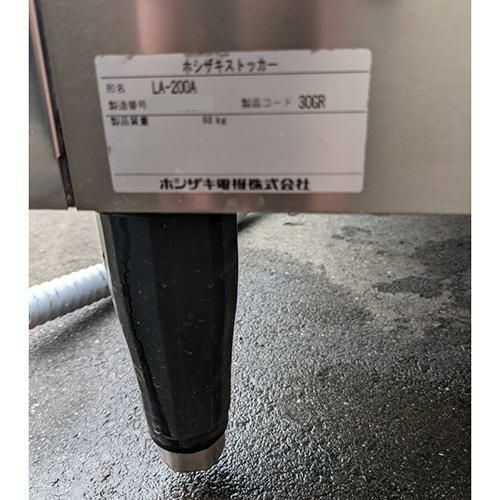 ホシザキストッカー
形名 LA-200A
製造番号 製品コード 30GR
製品質量 60 kg
ホシザキ電機株式会社